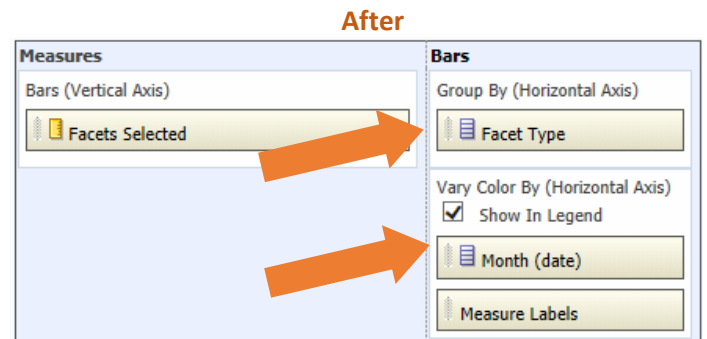 After
Measures
Bars (Vertical Axis)
Facets Selected
Bars
Group By (Horizontal Axis)
Facet Type
Vary Color By (Horizontal Axis)
Show In Legend
Month (date)
Measure Labels